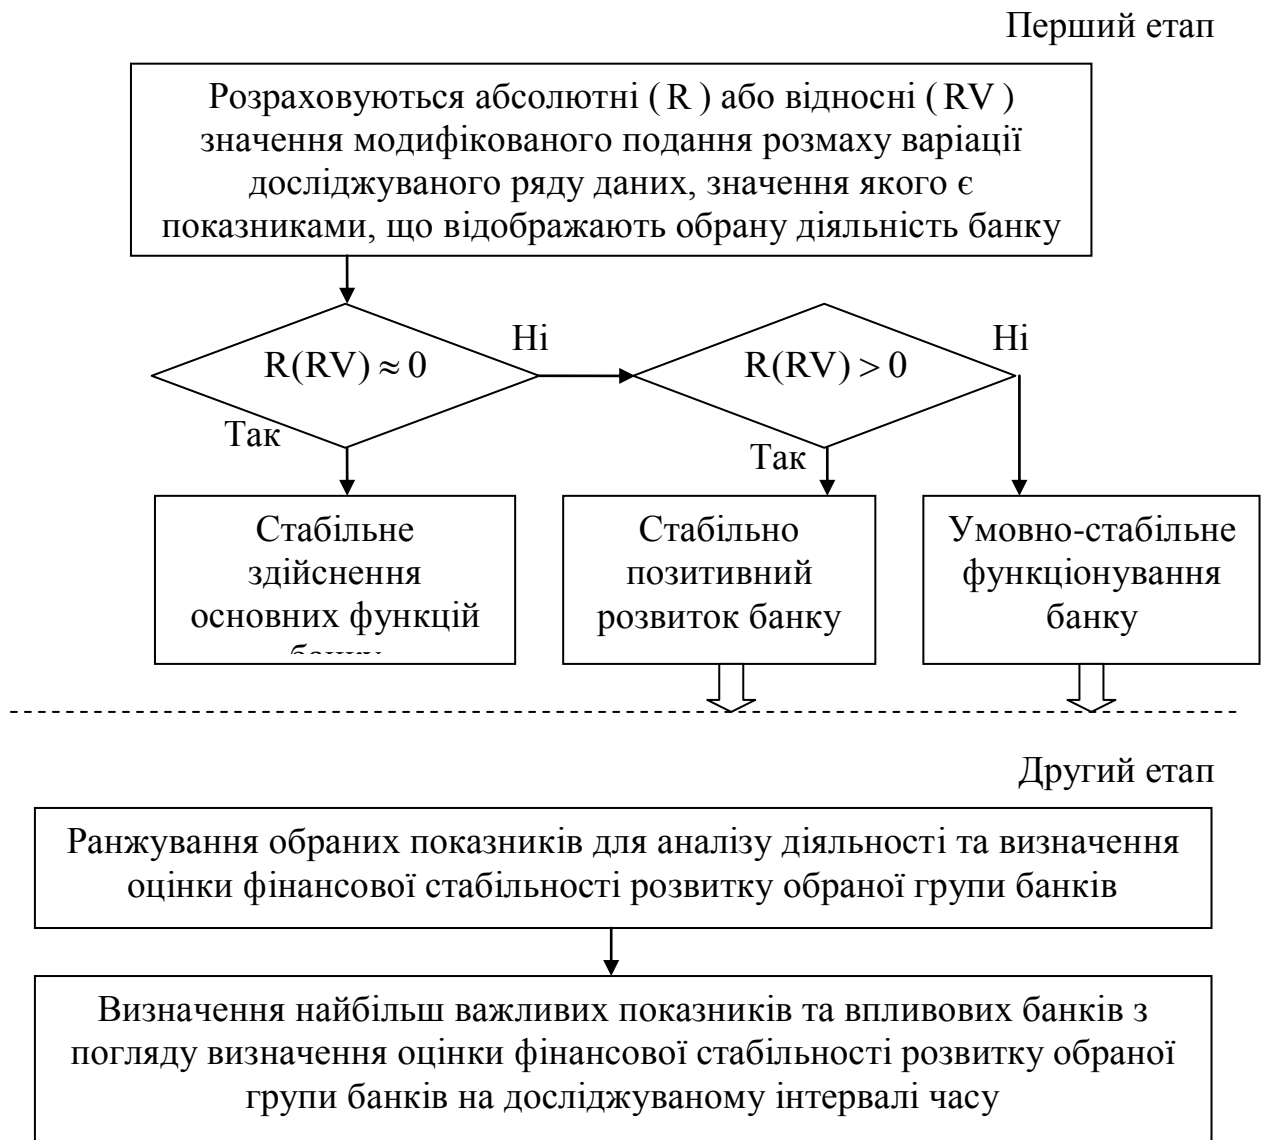 Перший етап
Розраховуються абсолютні ( R ) або відносні ( RV )
значення модифікованого подання розмаху варіації
досліджуваного ряду даних, значення якого є
показниками, що відображають обрану діяльність банку
R(RV) ≈ 0
Ні
R(RV) > 0
Ні
Так
Так
Стабільне
здійснення
основних функцій
Стабільно
позитивний
розвиток банку
Умовно-стабільне
функціонування
банку
Другий етап
Ранжування обраних показників для аналізу діяльності та визначення
оцінки фінансової стабільності розвитку обраної групи банків
Визначення найбільш важливих показників та впливових банків з
погляду визначення оцінки фінансової стабільності розвитку обраної
групи банків на досліджуваному інтервалі часу